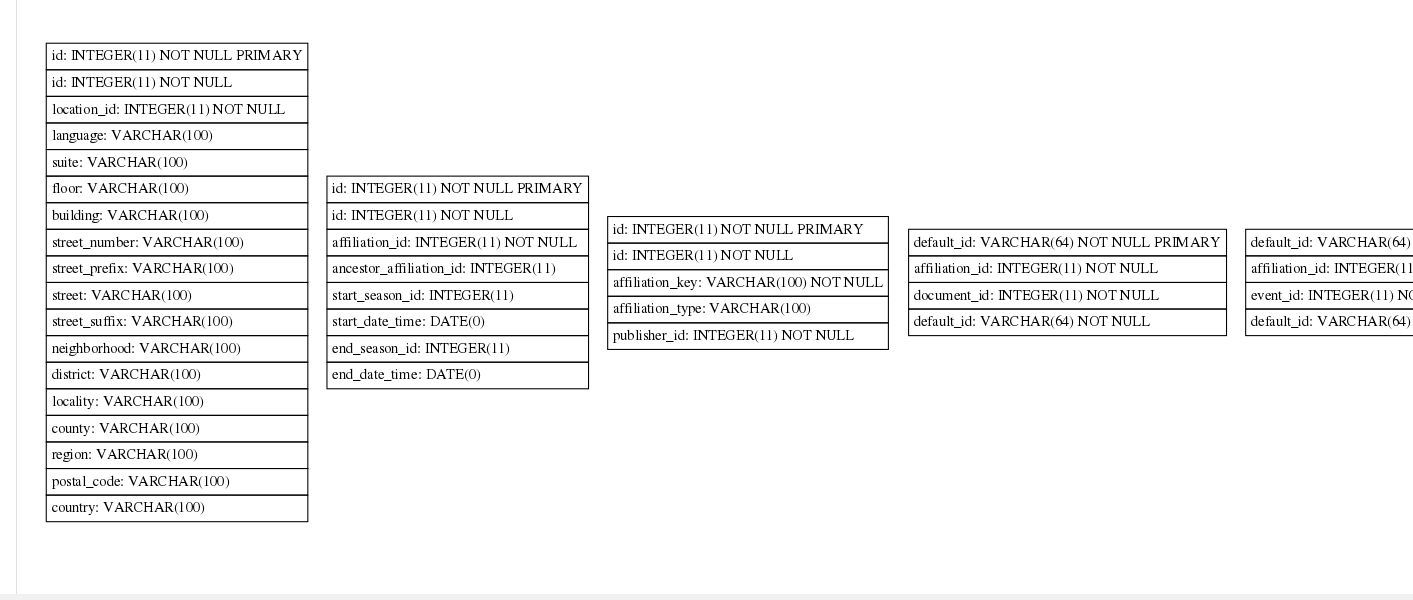 id: INTEGER(11) NOT NULL PRIMARY
id: INTEGER(11) NOT NULL
location_id: INTEGER(11) NOT NULL
language: VARCHAR(100)
suite: VARCHAR(100)
floor: VARCHAR(100)
building: VARCHAR(100)
street_number: VARCHAR(100)
street_prefix: VARCHAR(100)
street: VARCHAR(100)
street_suffix: VARCHAR(100)
neighborhood: VARCHAR(100)
district: VARCHAR(100)
locality: VARCHAR(100)
county: VARCHAR(100)
region: VARCHAR(100)
postal_code: VARCHAR(100)
country: VARCHAR(100)
id: INTEGER(11) NOT NULL PRIMARY
id: INTEGER(11) NOT NULL
affiliation_id: INTEGER(11) NOT NULL
ancestor_affiliation_id: INTEGER(11)
start_season_id: INTEGER(11)
start_date_time: DATE(0)
end_season_id: INTEGER(11)
end_date_time: DATE(0)
id: INTEGER(11) NOT NULL PRIMARY
id: INTEGER(11) NOT NULL
affiliation_key: VARCHAR(100) NOT NULL
affiliation_type: VARCHAR(100)
publisher_id: INTEGER(11) NOT NULL
default_id: VARCHAR(64) NOT NULL PRIMARY
affiliation_id: INTEGER(11) NOT NULL
document_id: INTEGER(11) NOT NULL
default_id: VARCHAR(64) NOT NULL
default_id: VARCHAR(64)
affiliation_id: INTEGER(11
event_id: INTEGER(11) NO
default_id: VARCHAR(64)